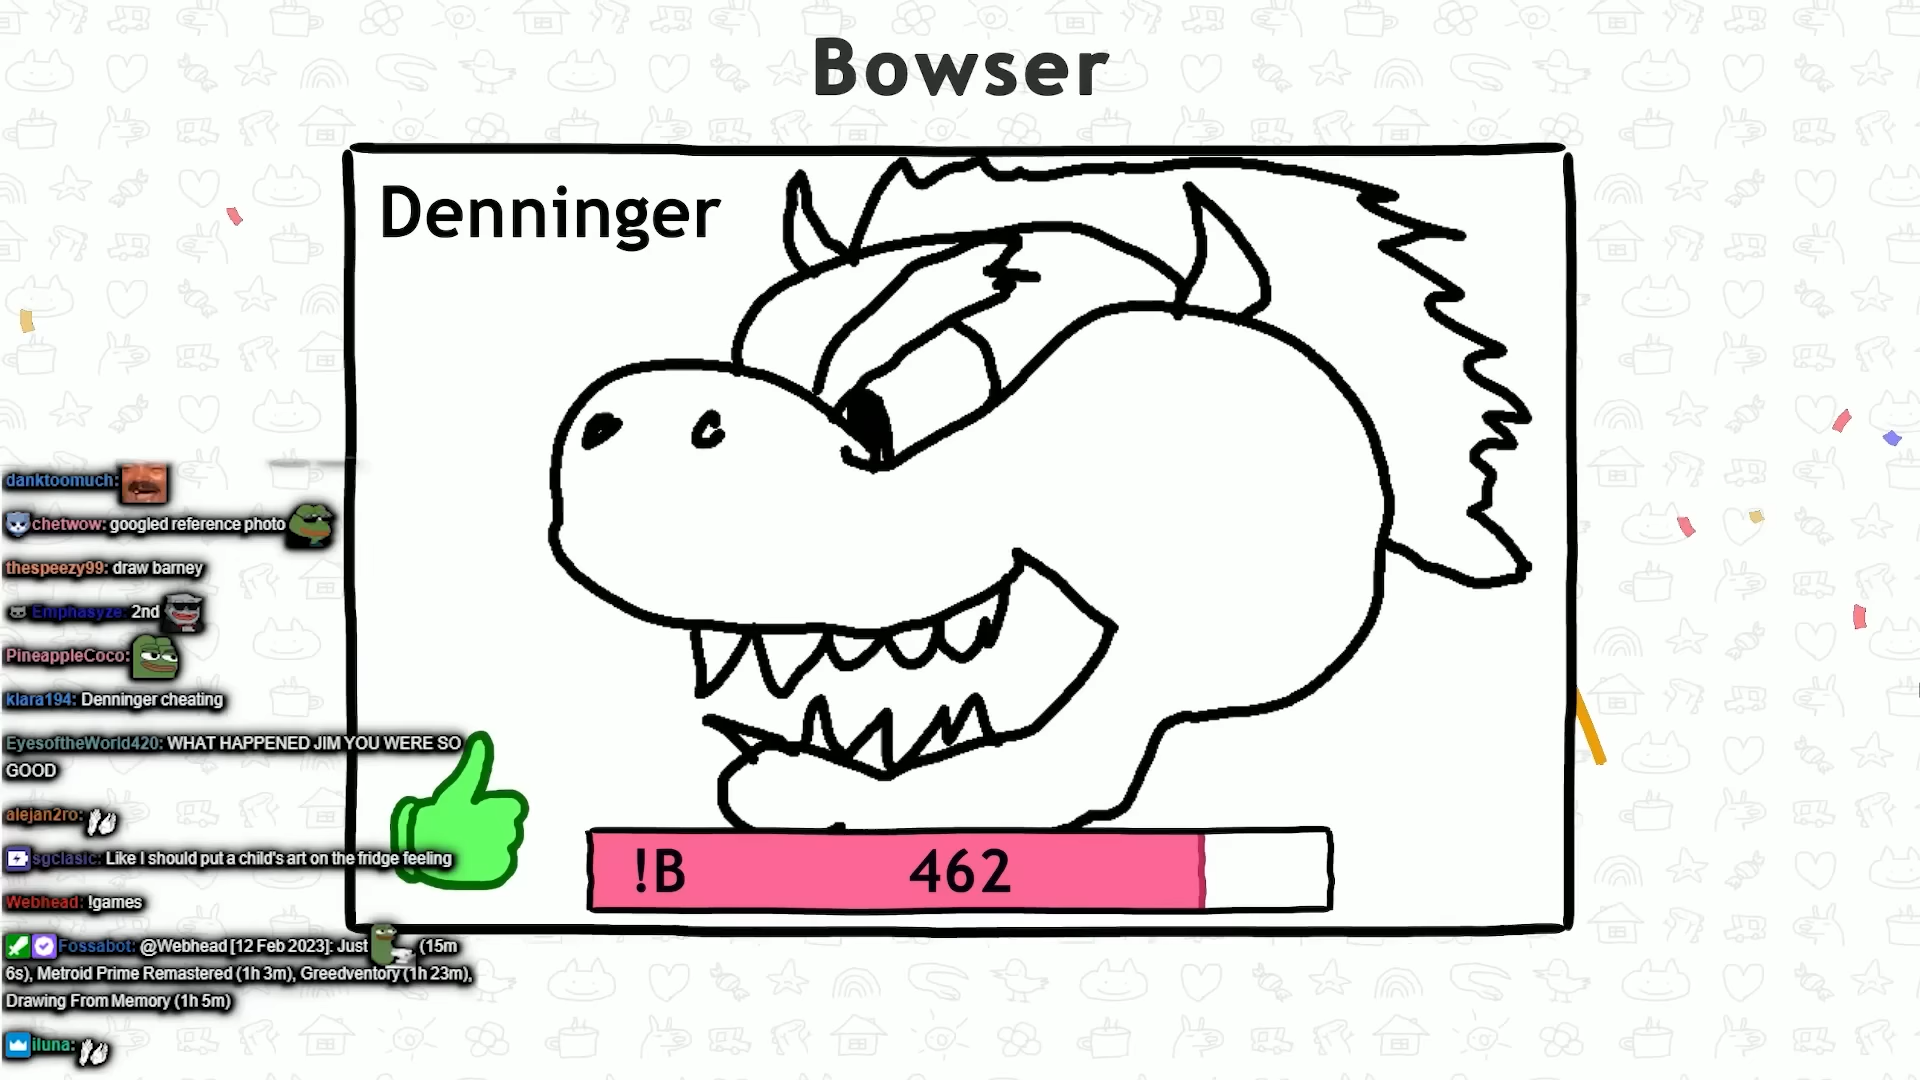 Bowser
Denninger
danktoomuch:
chetwow: googled reference photo
thespeezy99: draw barney
Emphasyze: 2nd
PineappleCoco:
klara194: Denninger cheating
EyesoftheWorld420: WHAT HAPPENED JIM YOU WERE SO
GOOD
alejan2ro:
sgclasic: Like I should put a child's art on the fridge feeling
Webhead: !games
Fossabot: @Webhead [12 Feb 2023]: Just (15m
6s), Metroid Prime Remastered (1h 3m), Greedventory (1h 23m),
Drawing From Memory (1h 5m)
iluna:
!B 462